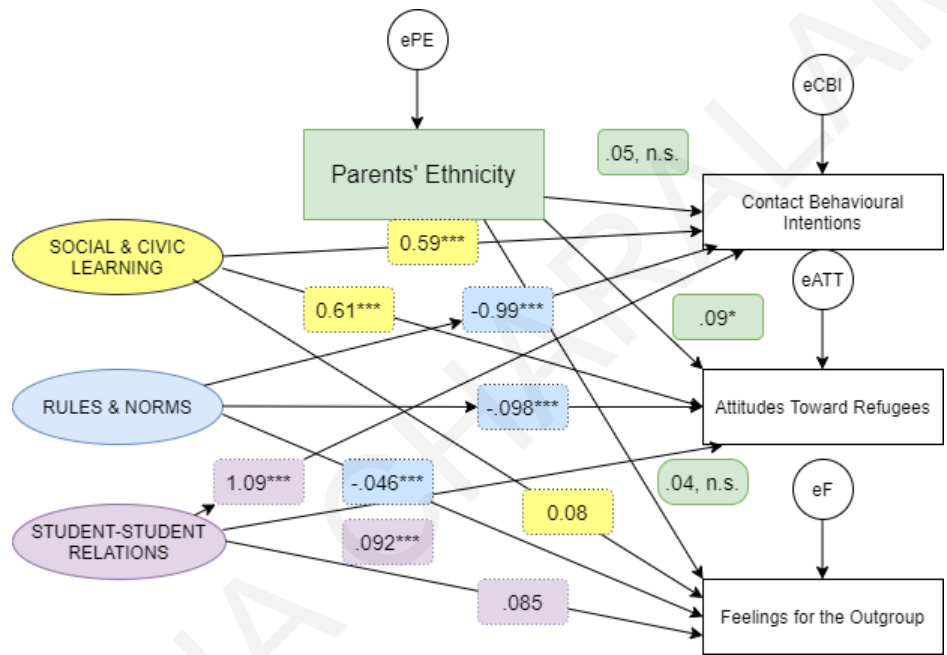 ePE
eCBI
.05, n.s.
Parents' Ethnicity
Contact Behavioural
Intentions
0.59***
SOCIAL & CIVIC
LEARNING
eATT
0.61***
-0.99***
.09*
RULES & NORMS
-.098***
Attitudes Toward Refugees
1.09***
-.046***
.04, n.s.
eF
0.08
STUDENT-STUDENT
RELATIONS
.092***
.085
Feelings for the Outgroup